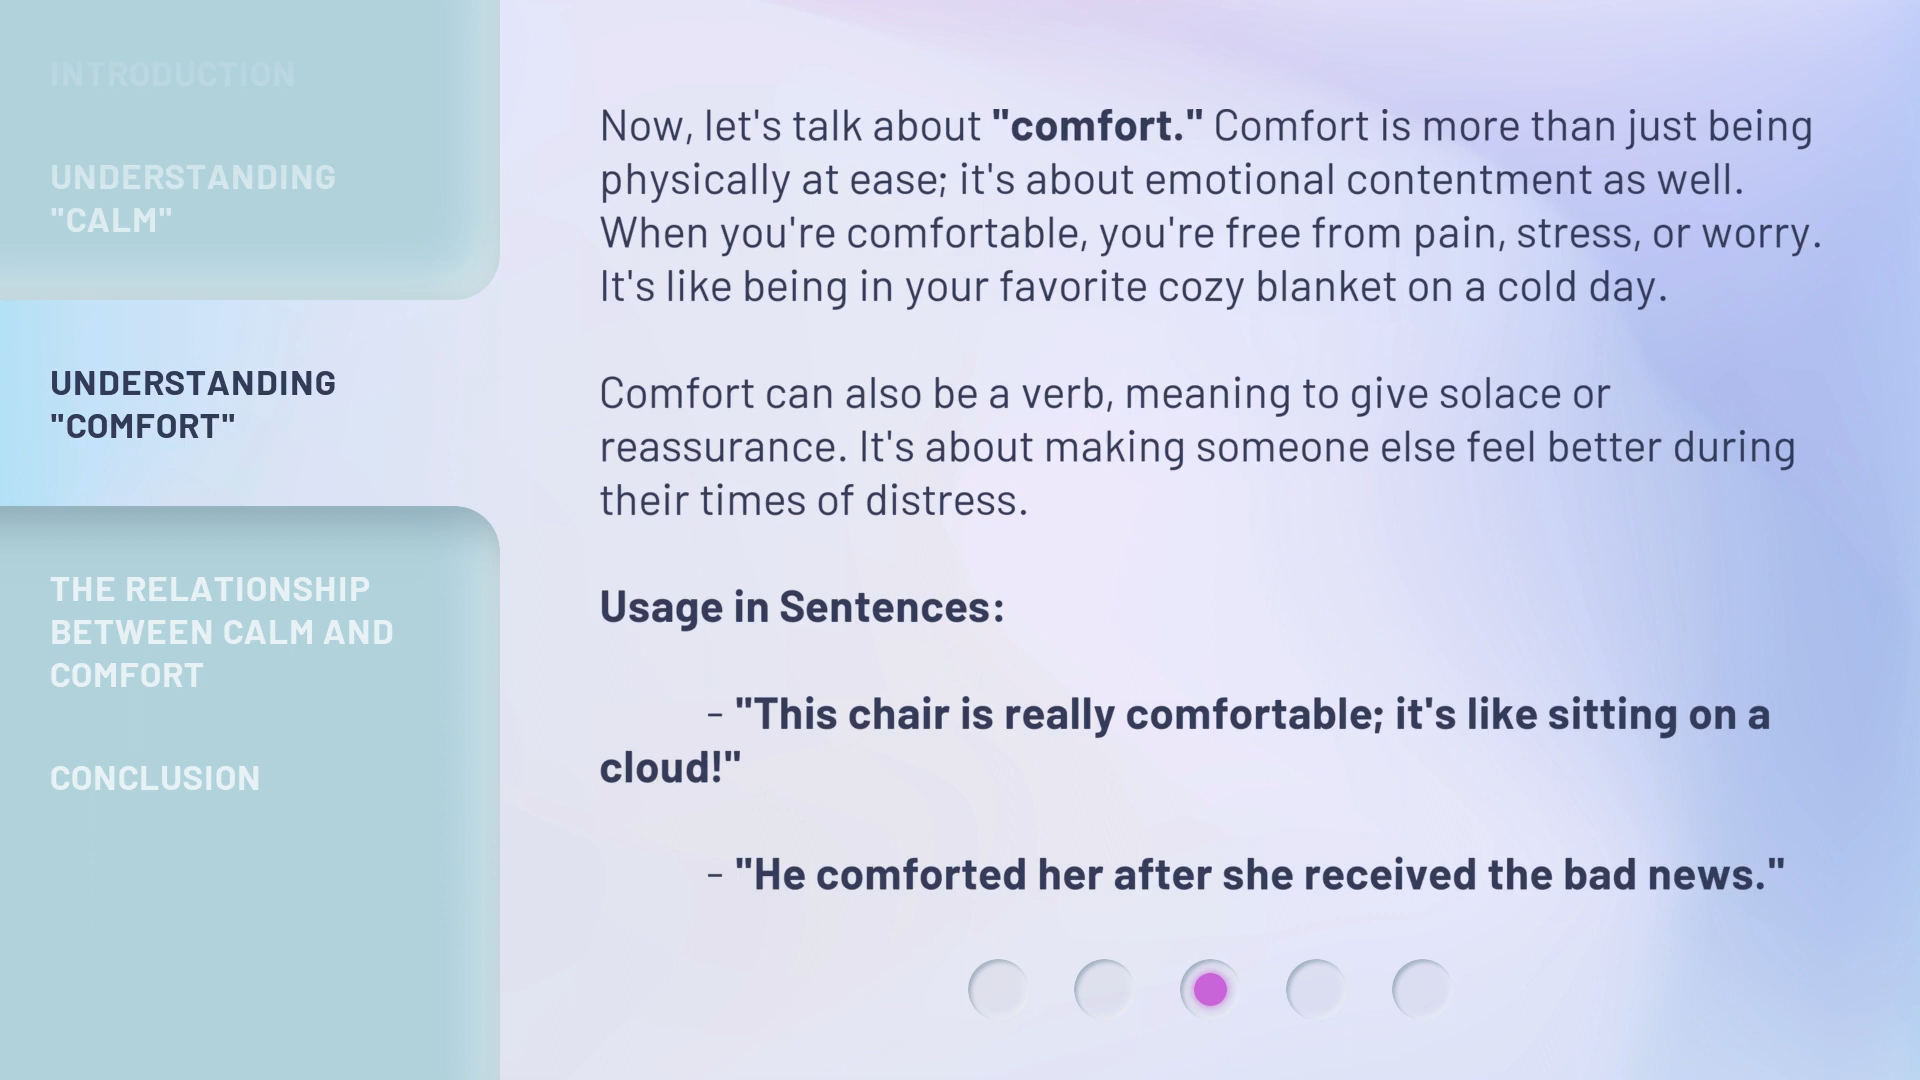 INTRODUCTION
UNDERSTANDING
"CALM"
UNDERSTANDING
"COMFORT"
THE RELATIONSHIP
BETWEEN CALM AND
COMFORT
CONCLUSION
Now, let's talk about "comfort." Comfort is more than just being
physically at ease; it's about emotional contentment as well.
When you're comfortable, you're free from pain, stress, or worry.
It's like being in your favorite cozy blanket on a cold day.
Comfort can also be a verb, meaning to give solace or
reassurance. It's about making someone else feel better during
their times of distress.
Usage in Sentences:
- "This chair is really comfortable; it's like sitting on a
cloud!"
- "He comforted her after she received the bad news."